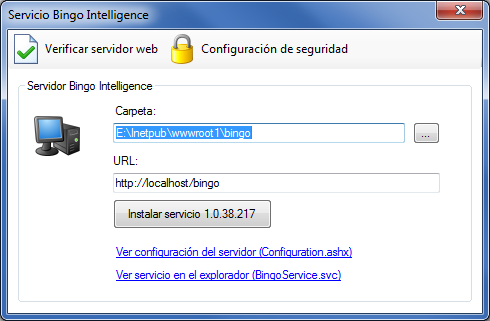 Servicio Bingo Intelligence
Verificar servidor web
Configuración de seguridad
Servidor Bingo Intelligence
Carpeta:
E:\Inetpub\wwwroot1\bingo
...
URL:
http://localhost/bingo
Instalar servicio 1.0.38.217
Ver configuración del servidor (Configuration.ashx)
Ver servicio en el explorador (BingoService.svc)